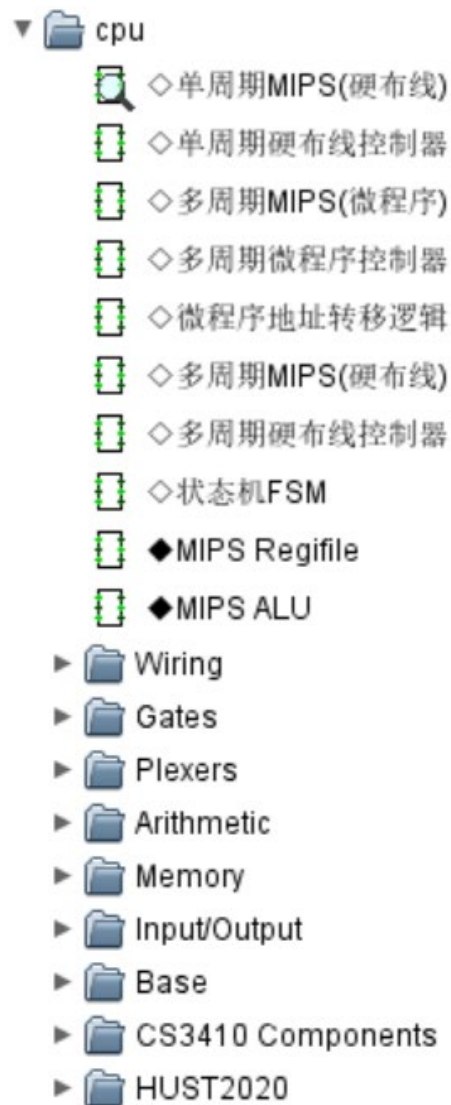 cpu
◇单周期MIPS(硬布线)
◇单周期硬布线控制器
◇多周期MIPS(微程序)
◇多周期微程序控制器
◇微程序地址转移逻辑
◇多周期MIPS(硬布线)
◇多周期硬布线控制器
◇状态机FSM
◆MIPS Regifile
◆MIPS ALU
Wiring
Gates
Plexers
Arithmetic
Memory
Input/Output
Base
CS3410 Components
HUST2020